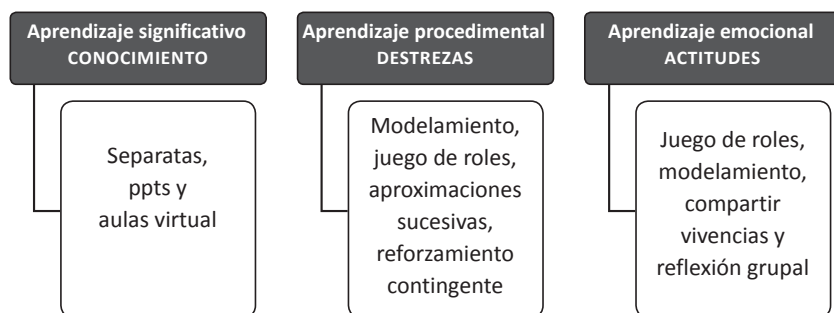 Aprendizaje significativo
CONOCIMIENTO
Separatas,
ppts y
aulas virtual
Aprendizaje procedimental
DESTREZAS
Modelamiento,
juego de roles,
aproximaciones
sucesivas,
reforzamiento
contingente
Aprendizaje emocional
ACTITUDES
Juego de roles,
modelamiento,
compartir
vivencias y
reflexión grupal